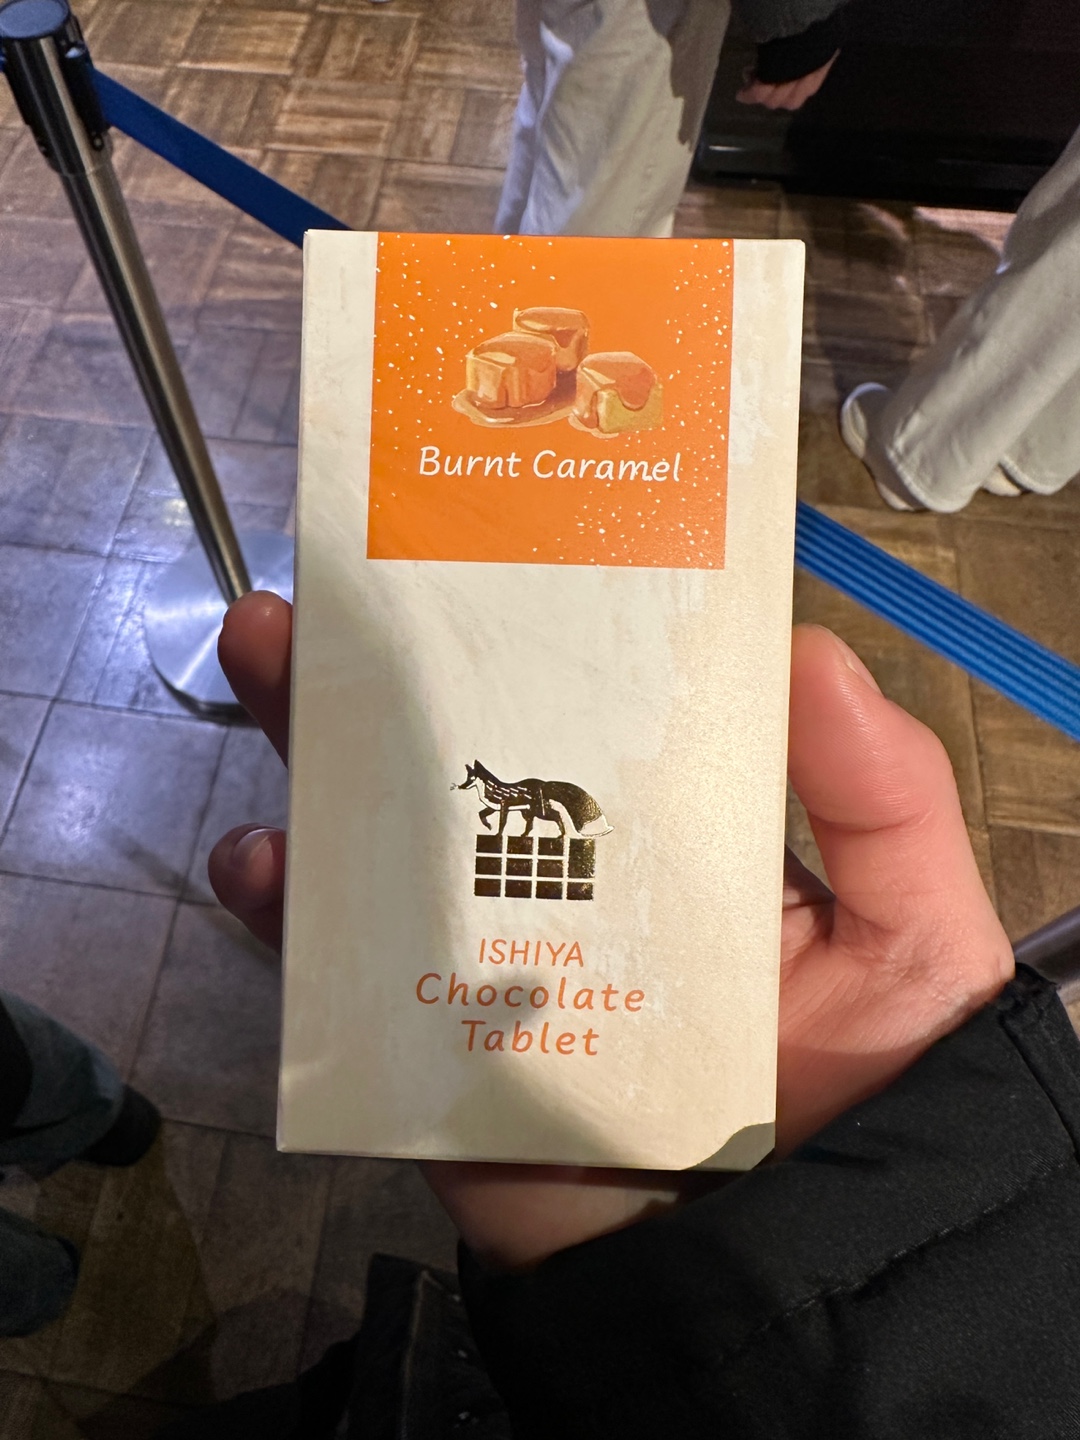 Burnt Caramel
ISHIYA
Chocolate
Tablet